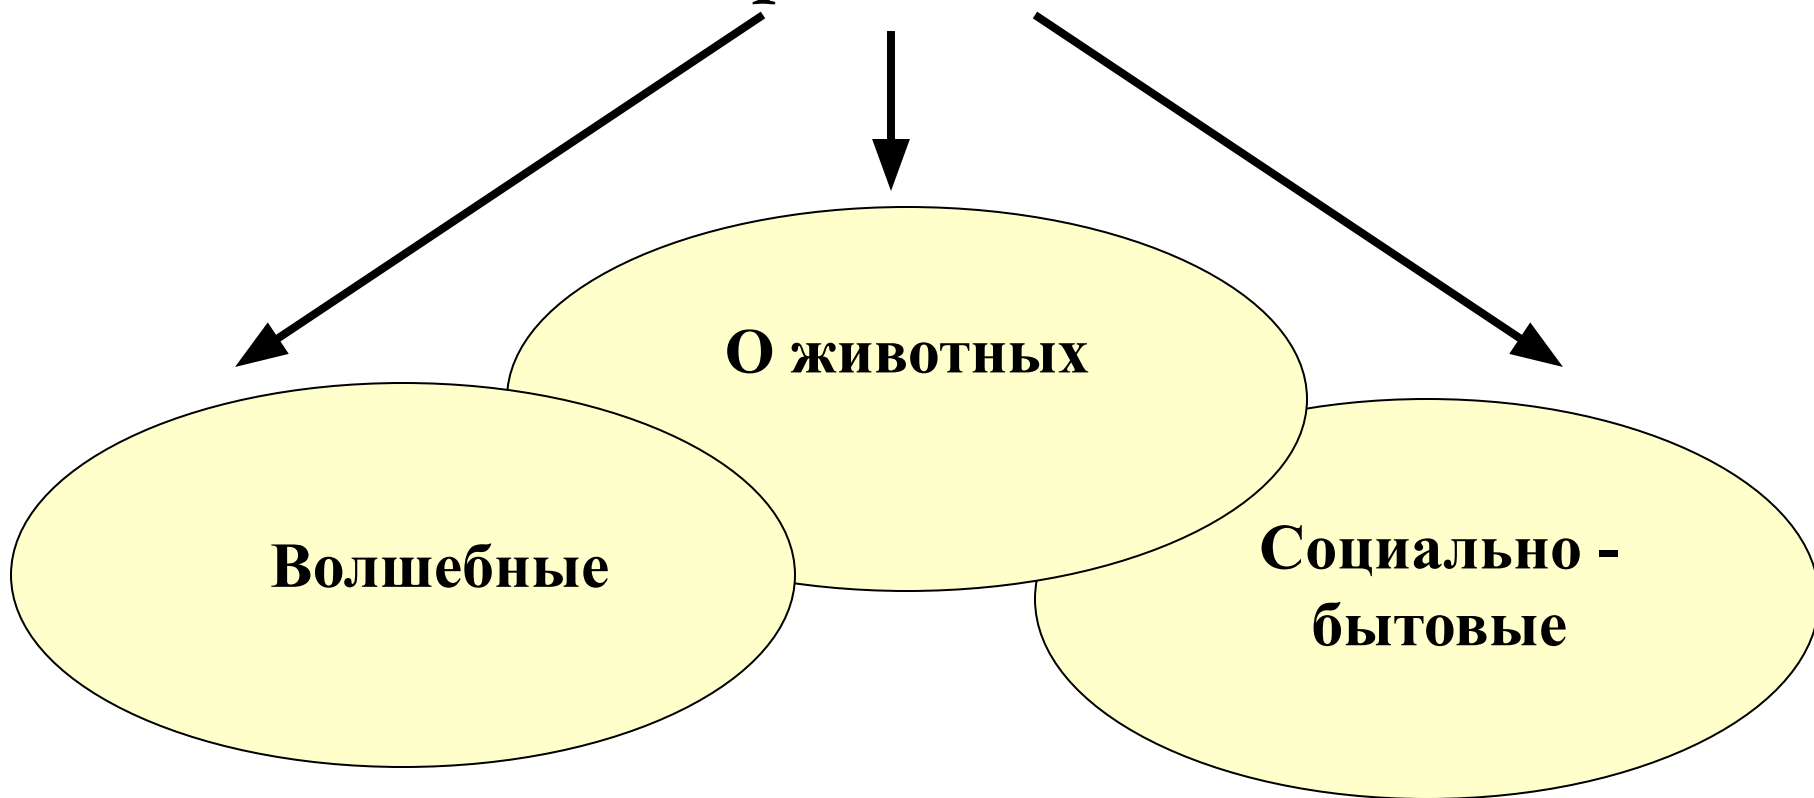 О животных
Волшебные
Социально -
бытовые